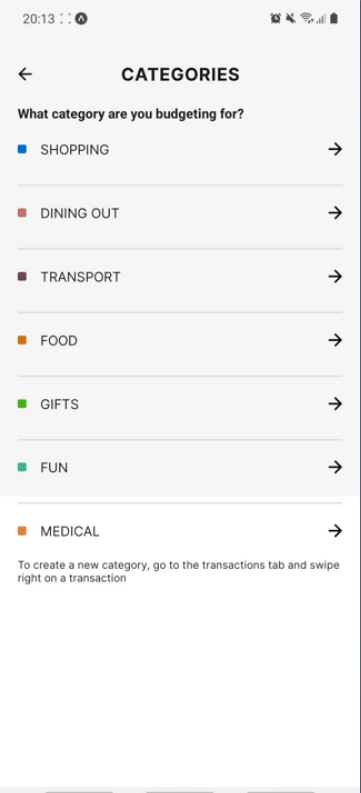 20:13
CATEGORIES
What category are you budgeting for?
SHOPPING
DINING OUT
TRANSPORT
FOOD
GIFTS
FUN
MEDICAL
To create a new category, go to the transactions tab and swipe
right on a transaction